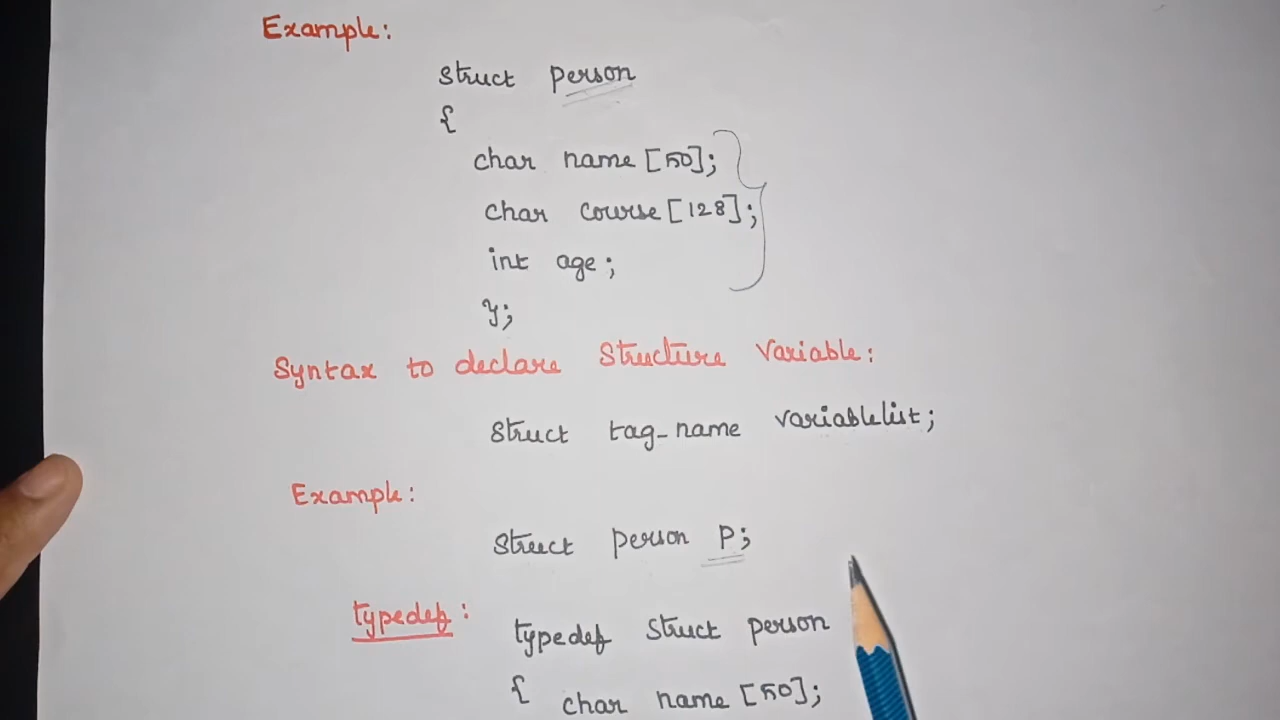 Example:
struct person
{
char name [50];
char course [128];
int age;
};
Syntax to declare Structure Variable:
struct tag_name variablelist;
Example:
struct person P;
typedef: typedef struct person
{ char name [50];